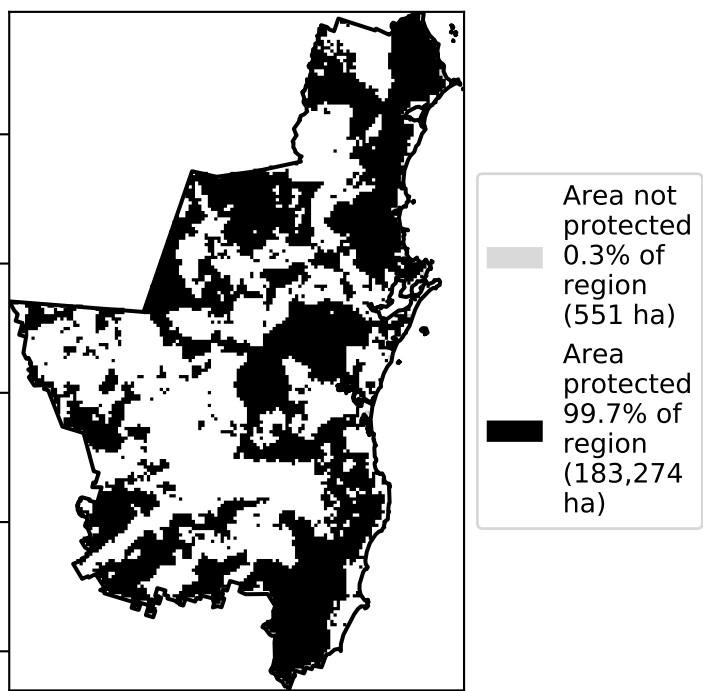 Area not
protected
0.3% of
region
(551 ha)
Area
protected
99.7% of
region
(183,274
ha)